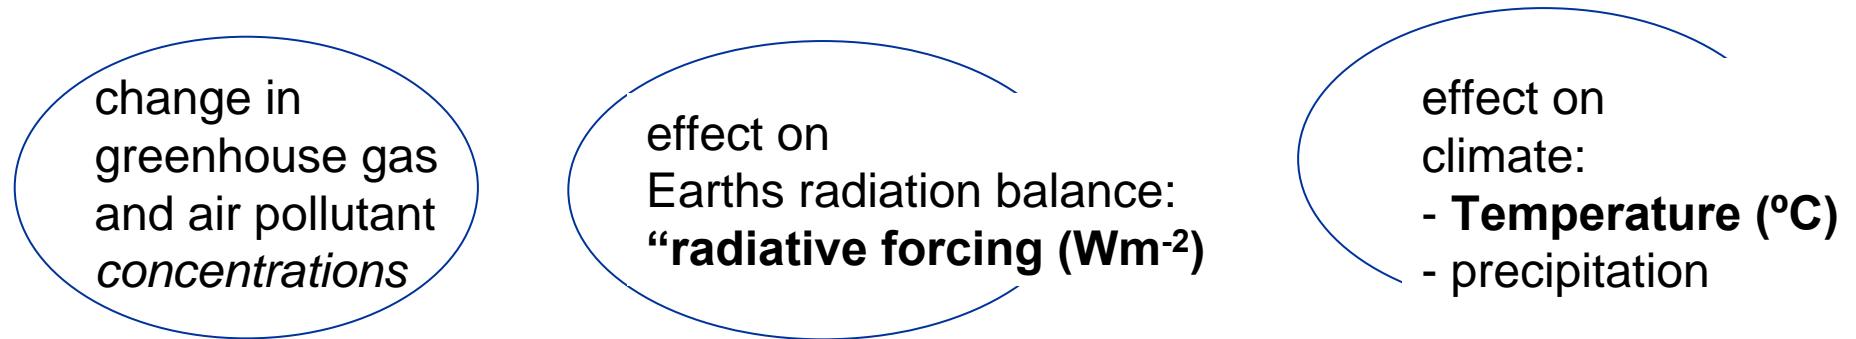 change in
greenhouse gas
and air pollutant
concentrations
effect on
Earths radiation balance:
“radiative forcing (Wm-2)
effect on
climate:
- Temperature (ºC)
- precipitation